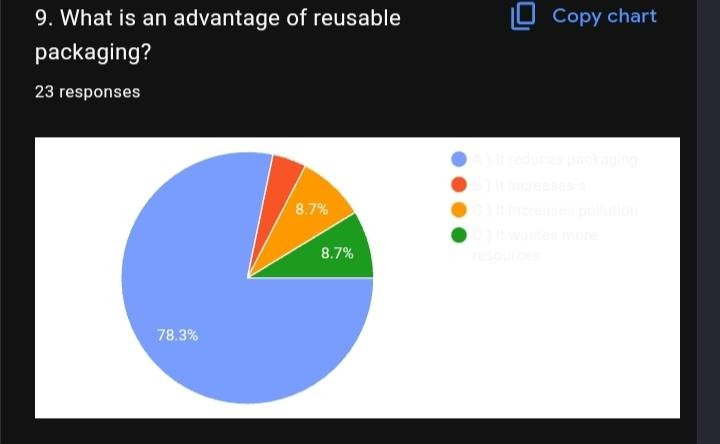 9. What is an advantage of reusable
packaging?
Copy chart
23 responses
A ) It reduces packaging
B ) It increases s
C ) It increases pollution
D ) It wastes more
resources
8.7%
8.7%
78.3%